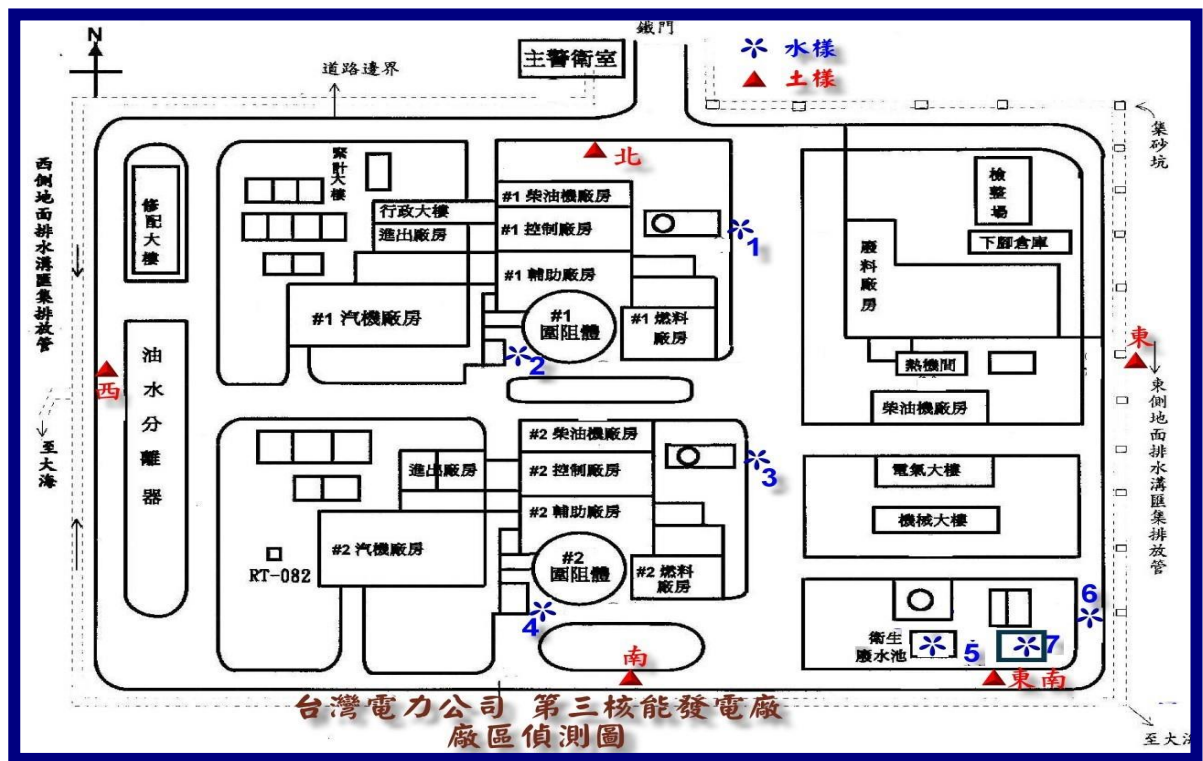 鐵門
N
主警衛室
水樣
土樣
道路邊界
集砂坑
西側地面排水溝匯集排放管
修配大樓
緊計大樓
北
#1 柴油機廠房
行政大樓
#1 控制廠房
進出廠房
1
#1 輔助廠房
檢整場
下腳倉庫
廢料廠房
#1 汽機廠房
#1
圍阻體
#1 燃料
廠房
2
東
熱機間
西
油水分離器
柴油機廠房
東側地面排水溝匯集排放管
至大海
#2 柴油機廠房
進出廠房
#2 控制廠房
3
電氣大樓
#2 輔助廠房
機械大樓
#2 汽機廠房
RT-082
#2
圍阻體
#2 燃料
廠房
4
6
衛生
廢水池
5
7
南
東南
台灣電力公司 第三核能發電廠
廠區偵測圖
至大